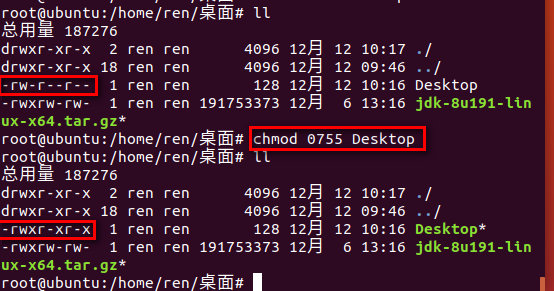 root@ubuntu:/home/ren/桌面# ll
总用量 187276
drwxr-xr-x  2 ren ren      4096 12月 12 10:17 ./
drwxr-xr-x 18 ren ren      4096 12月 12 09:46 ../
-rw-r--r--  1 ren ren       128 12月 12 10:16 Desktop
-rwxrw-rw-  1 ren ren 191753373 12月  6 13:16 jdk-8u191-lin
ux-x64.tar.gz*
root@ubuntu:/home/ren/桌面# chmod 0755 Desktop
root@ubuntu:/home/ren/桌面# ll
总用量 187276
drwxr-xr-x  2 ren ren      4096 12月 12 10:17 ./
drwxr-xr-x 18 ren ren      4096 12月 12 09:46 ../
-rwxr-xr-x  1 ren ren       128 12月 12 10:16 Desktop*
-rwxrw-rw-  1 ren ren 191753373 12月  6 13:16 jdk-8u191-lin
ux-x64.tar.gz*
root@ubuntu:/home/ren/桌面#